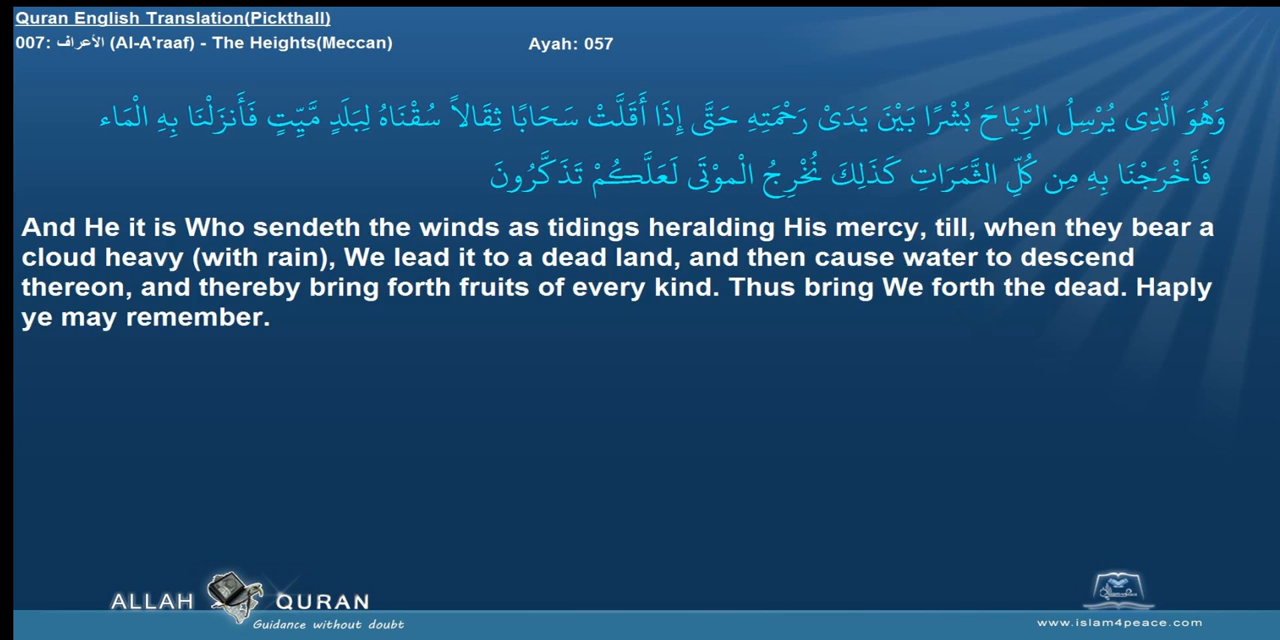 Quran English Translation(Pickthall)
007: الأعراف (Al-A'raaf) - The Heights(Meccan) Ayah: 057
وَهُوَ الَّذِى يُرْسِلُ الرِّيَاحَ بُشْرًا بَيْنَ يَدَىْ رَحْمَتِهِ حَتَّى إِذَا أَقَلَّتْ سَحَابًا ثِقَالاً سُقْنَاهُ لِبَلَدٍ مَّيِّتٍ فَأَنزَلْنَا بِهِ الْمَاء
فَأَخْرَجْنَا بِهِ مِن كُلِّ الثَّمَرَاتِ كَذَلِكَ نُخْرِجُ الْموْتَى لَعَلَّكُمْ تَذَكَّرُونَ
And He it is Who sendeth the winds as tidings heralding His mercy, till, when they bear a
cloud heavy (with rain), We lead it to a dead land, and then cause water to descend
thereon, and thereby bring forth fruits of every kind. Thus bring We forth the dead. Haply
ye may remember.
ALLAH QURAN
Guidance without doubt
www.islam4peace.com